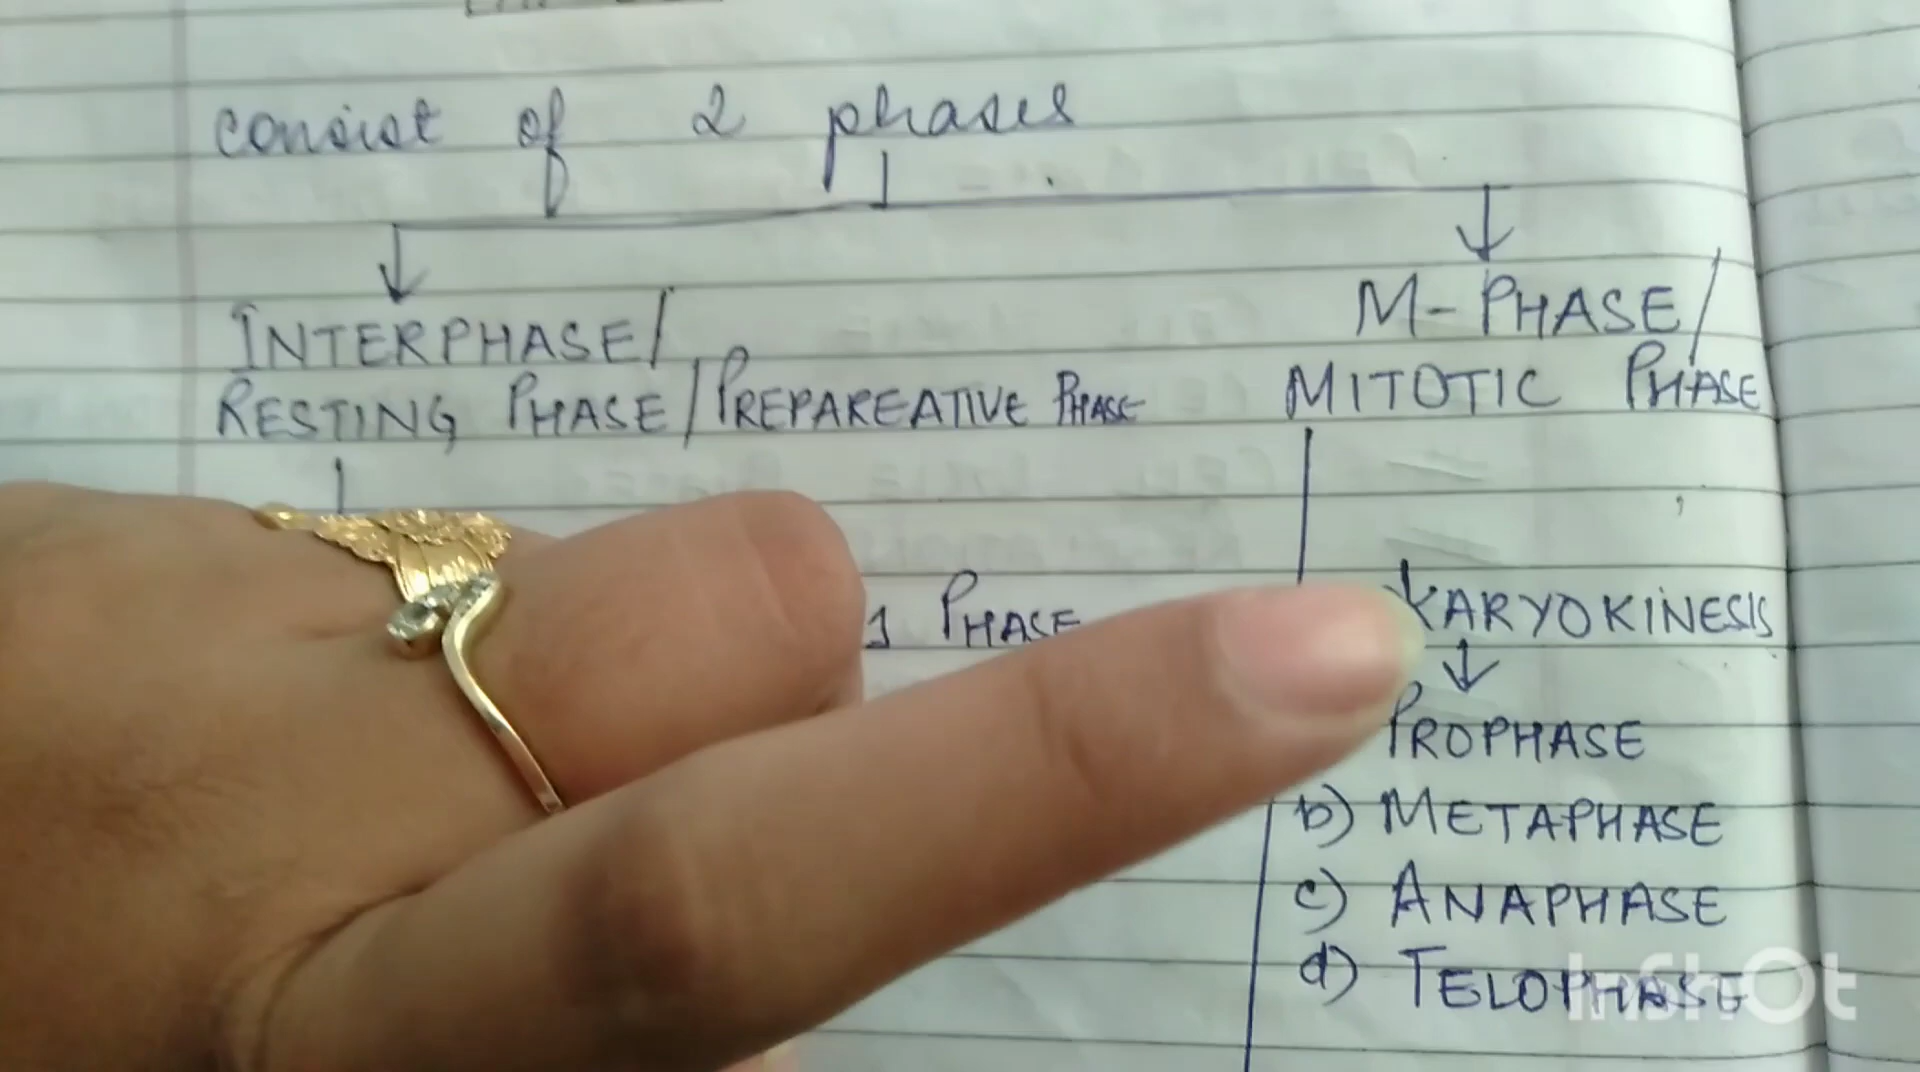 consist of 2 phases
INTERPHASE/
RESTING PHASE/PREPAREATIVE PHASE
M-PHASE/
MITOTIC PHASE
1 PHASE
KARYOKINESIS
PROPHASE
b) METAPHASE
c) ANAPHASE
d) TELOPHASE
InShOt